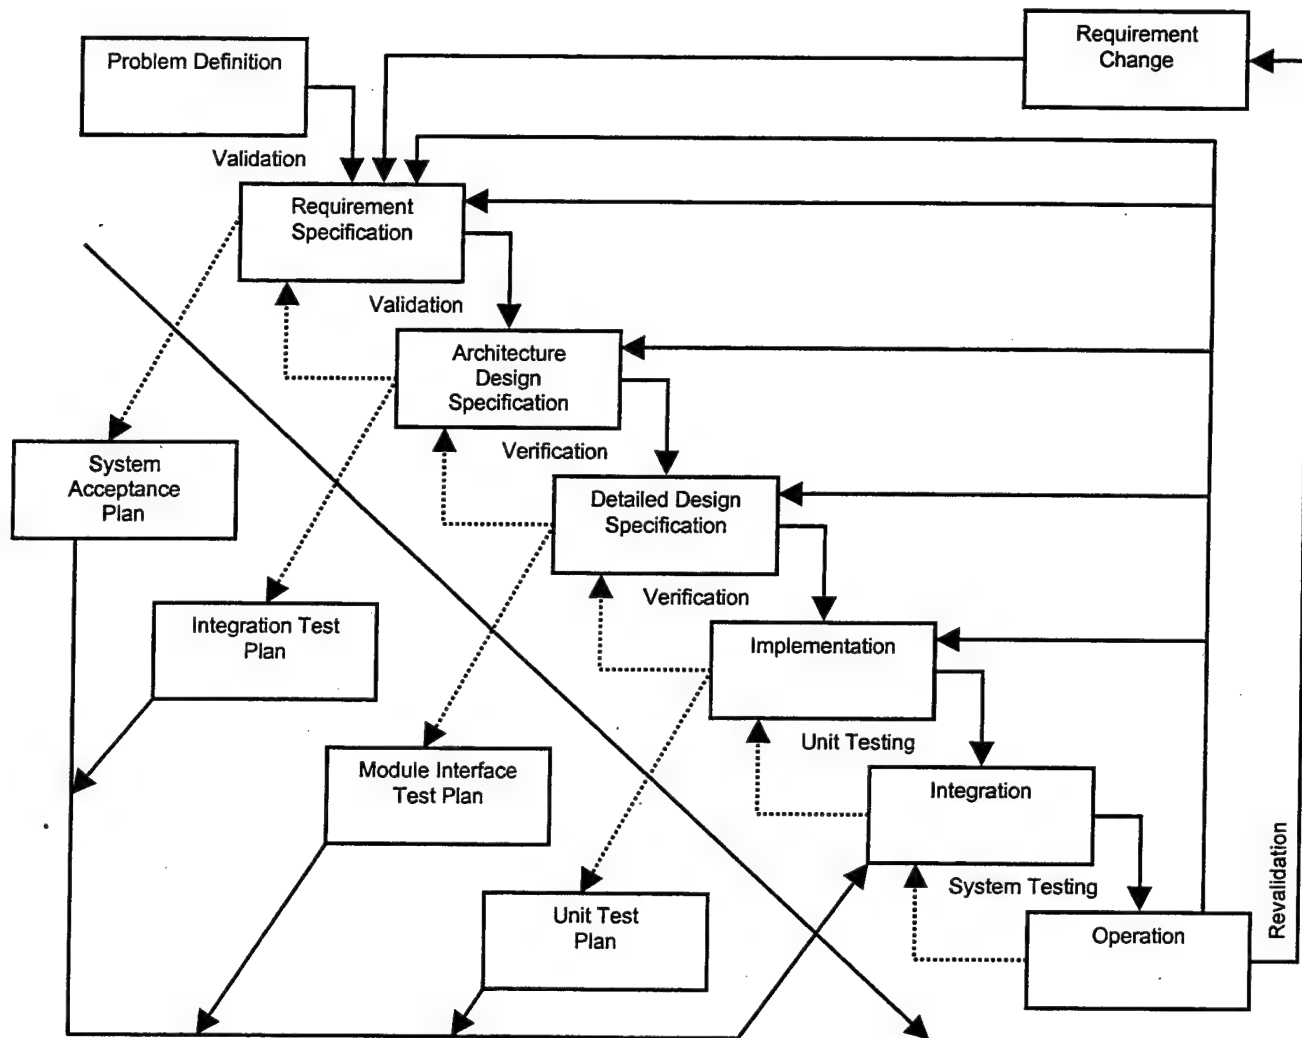 Requirement
Change
Problem Definition
Validation
Requirement
Specification
Validation
Architecture
Design
Specification
Verification
System
Acceptance
Plan
Detailed Design
Specification
Verification
Integration Test
Plan
Implementation
Unit Testing
Module Interface
Test Plan
Integration
System Testing
Revalidation
Unit Test
Plan
Operation